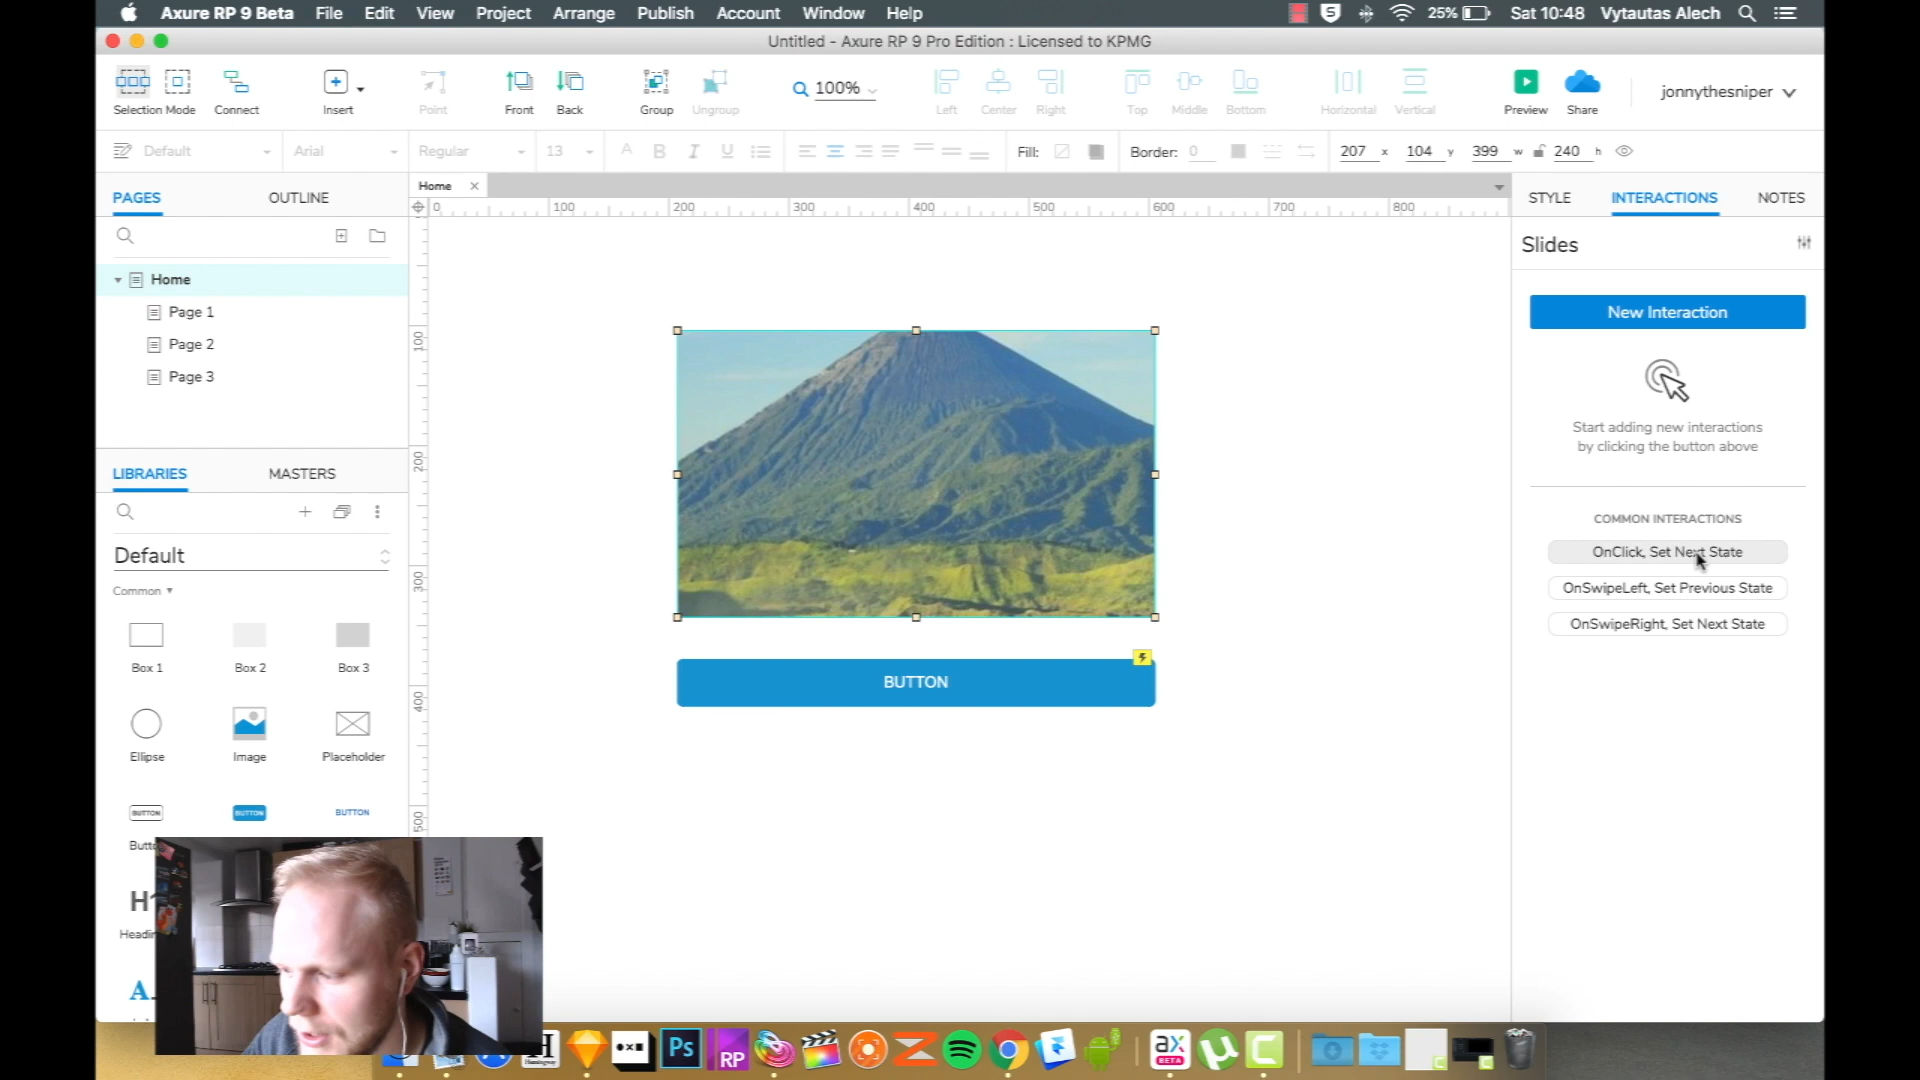 Axure RP 9 Beta File Edit View Project Arrange Publish Account Window Help 25% Sat 10:48 Vytautas Alech
Untitled - Axure RP 9 Pro Edition : Licensed to KPMG
100%
jonnythesniper
Selection Mode Connect Insert Point Front Back Group Ungroup Left Center Right Top Middle Bottom Horizontal Vertical Preview Share
Default Arial Regular 13 A B I U Fill: Border: 0 207 x 104 y 399 w 240 h
PAGES OUTLINE
Home
STYLE INTERACTIONS NOTES
0 100 200 300 400 500 600 700 800
100 200 300 400 500
Home
Page 1
Page 2
Page 3
LIBRARIES MASTERS
Default
Common
Box 1 Box 2 Box 3
Ellipse Image Placeholder
BUTTON BUTTON BUTTON
BUTTON
Slides
New Interaction
Start adding new interactions
by clicking the button above
COMMON INTERACTIONS
OnClick, Set Next State
OnSwipeLeft, Set Previous State
OnSwipeRight, Set Next State
Ps RP ax BETA